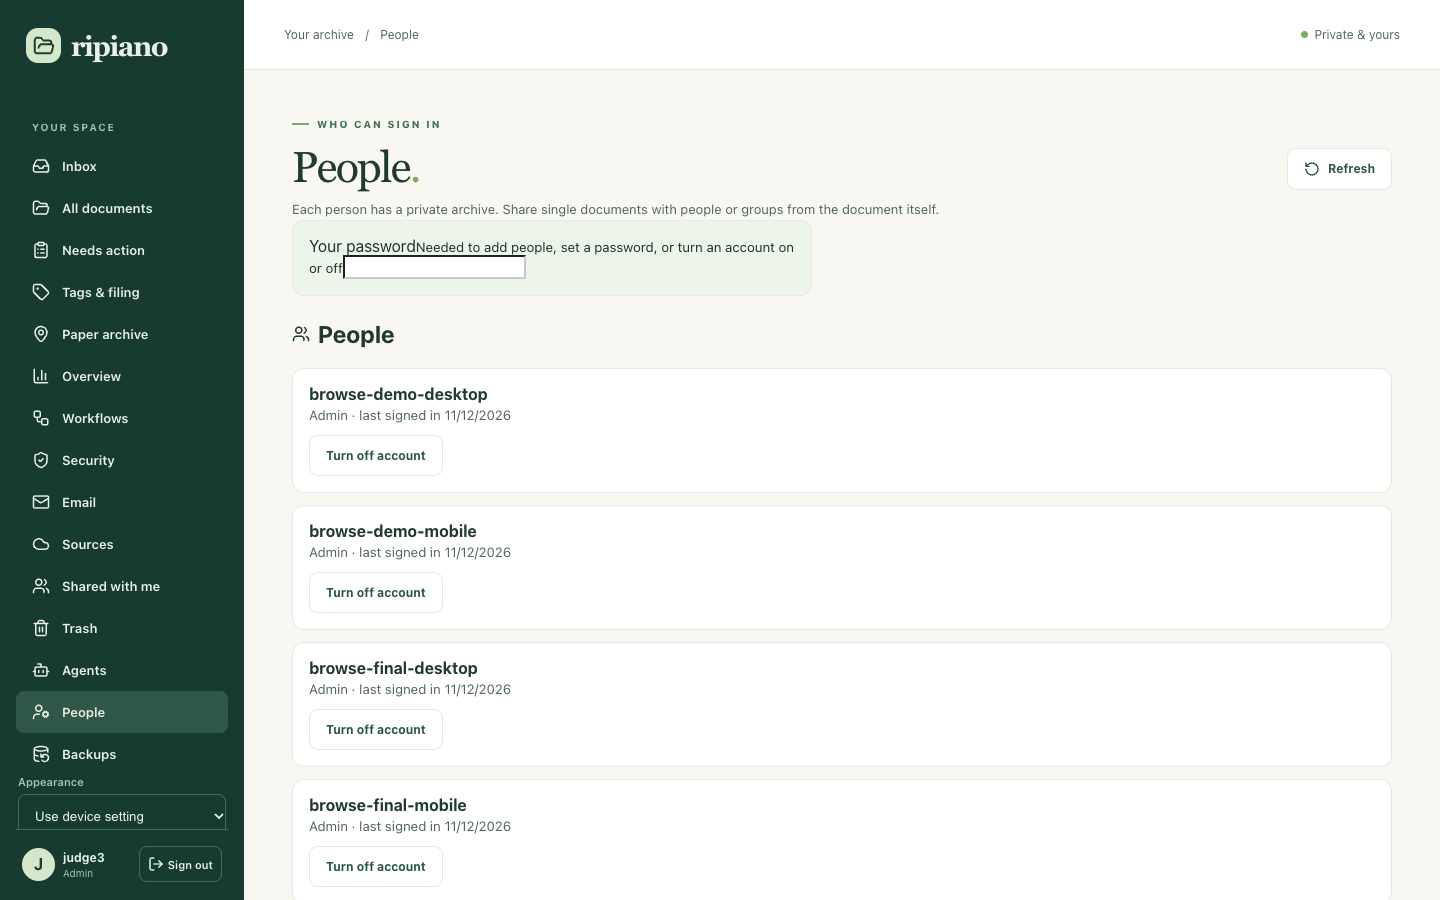 ripiano
YOUR SPACE
Inbox
All documents
Needs action
Tags & filing
Paper archive
Overview
Workflows
Security
Email
Sources
Shared with me
Trash
Agents
People
Backups
Appearance
Use device setting
J
judge3
Admin
Sign out
Your archive / People
Private & yours
WHO CAN SIGN IN
People.
Refresh
Each person has a private archive. Share single documents with people or groups from the document itself.
Your passwordNeeded to add people, set a password, or turn an account on
or off
People
browse-demo-desktop
Admin · last signed in 11/12/2026
Turn off account
browse-demo-mobile
Admin · last signed in 11/12/2026
Turn off account
browse-final-desktop
Admin · last signed in 11/12/2026
Turn off account
browse-final-mobile
Admin · last signed in 11/12/2026
Turn off account